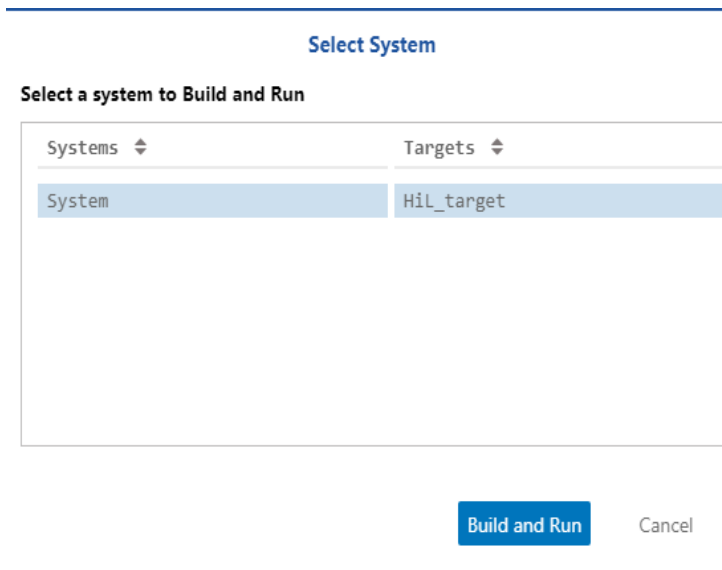 Select System
Select a system to Build and Run
Systems Targets
System HiL_target
Build and Run Cancel